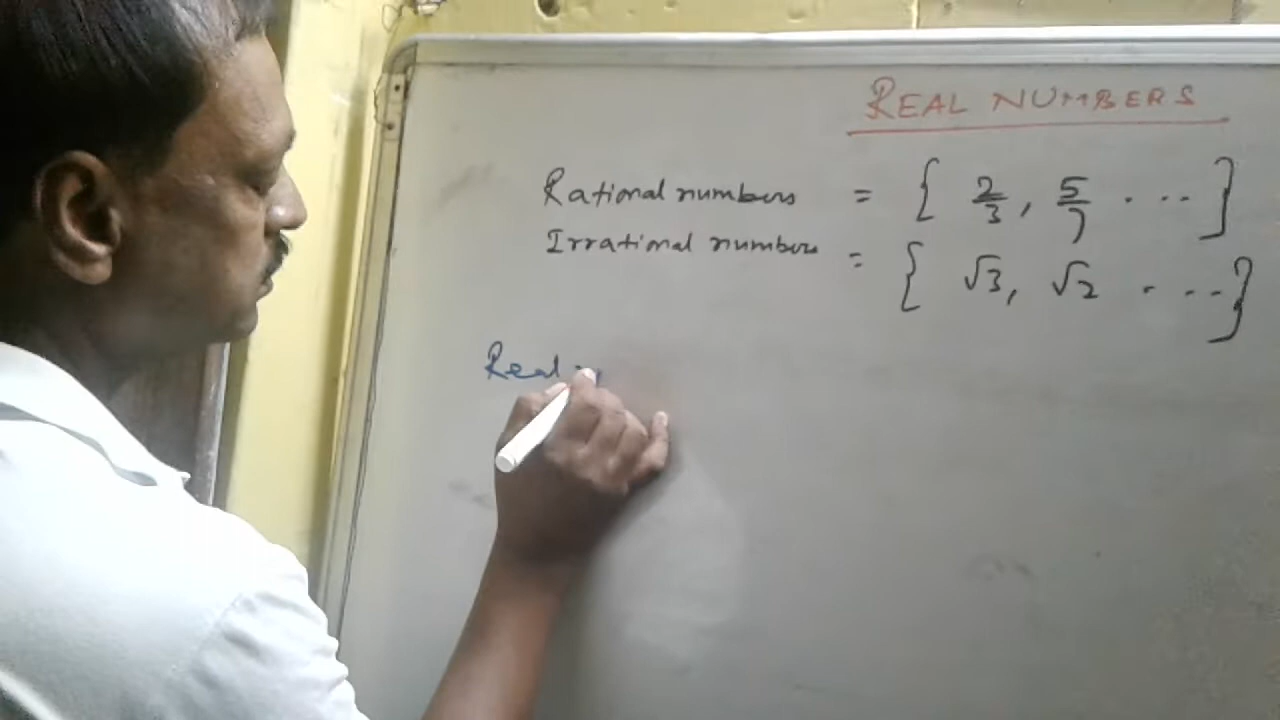 REAL NUMBERS
Rational numbers = { 2/3, 5/7 . . . . }
Irrational numbers = { √3, √2 . . . . }
Real